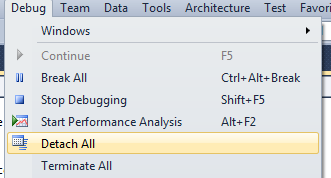 Debug Team Data Tools Architecture Test
Windows
Continue F5
Break All Ctrl+Alt+Break
Stop Debugging Shift+F5
Start Performance Analysis Alt+F2
Detach All
Terminate All